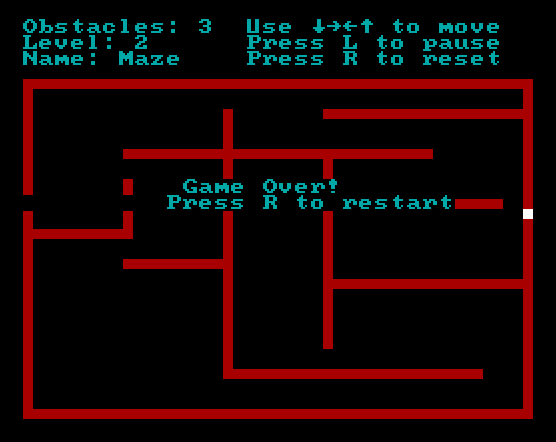 Obstacles: 3  Use ↓→←↑ to move
Level: 2      Press L to pause
Name: Maze    Press R to reset
Game Over!
Press R to restart